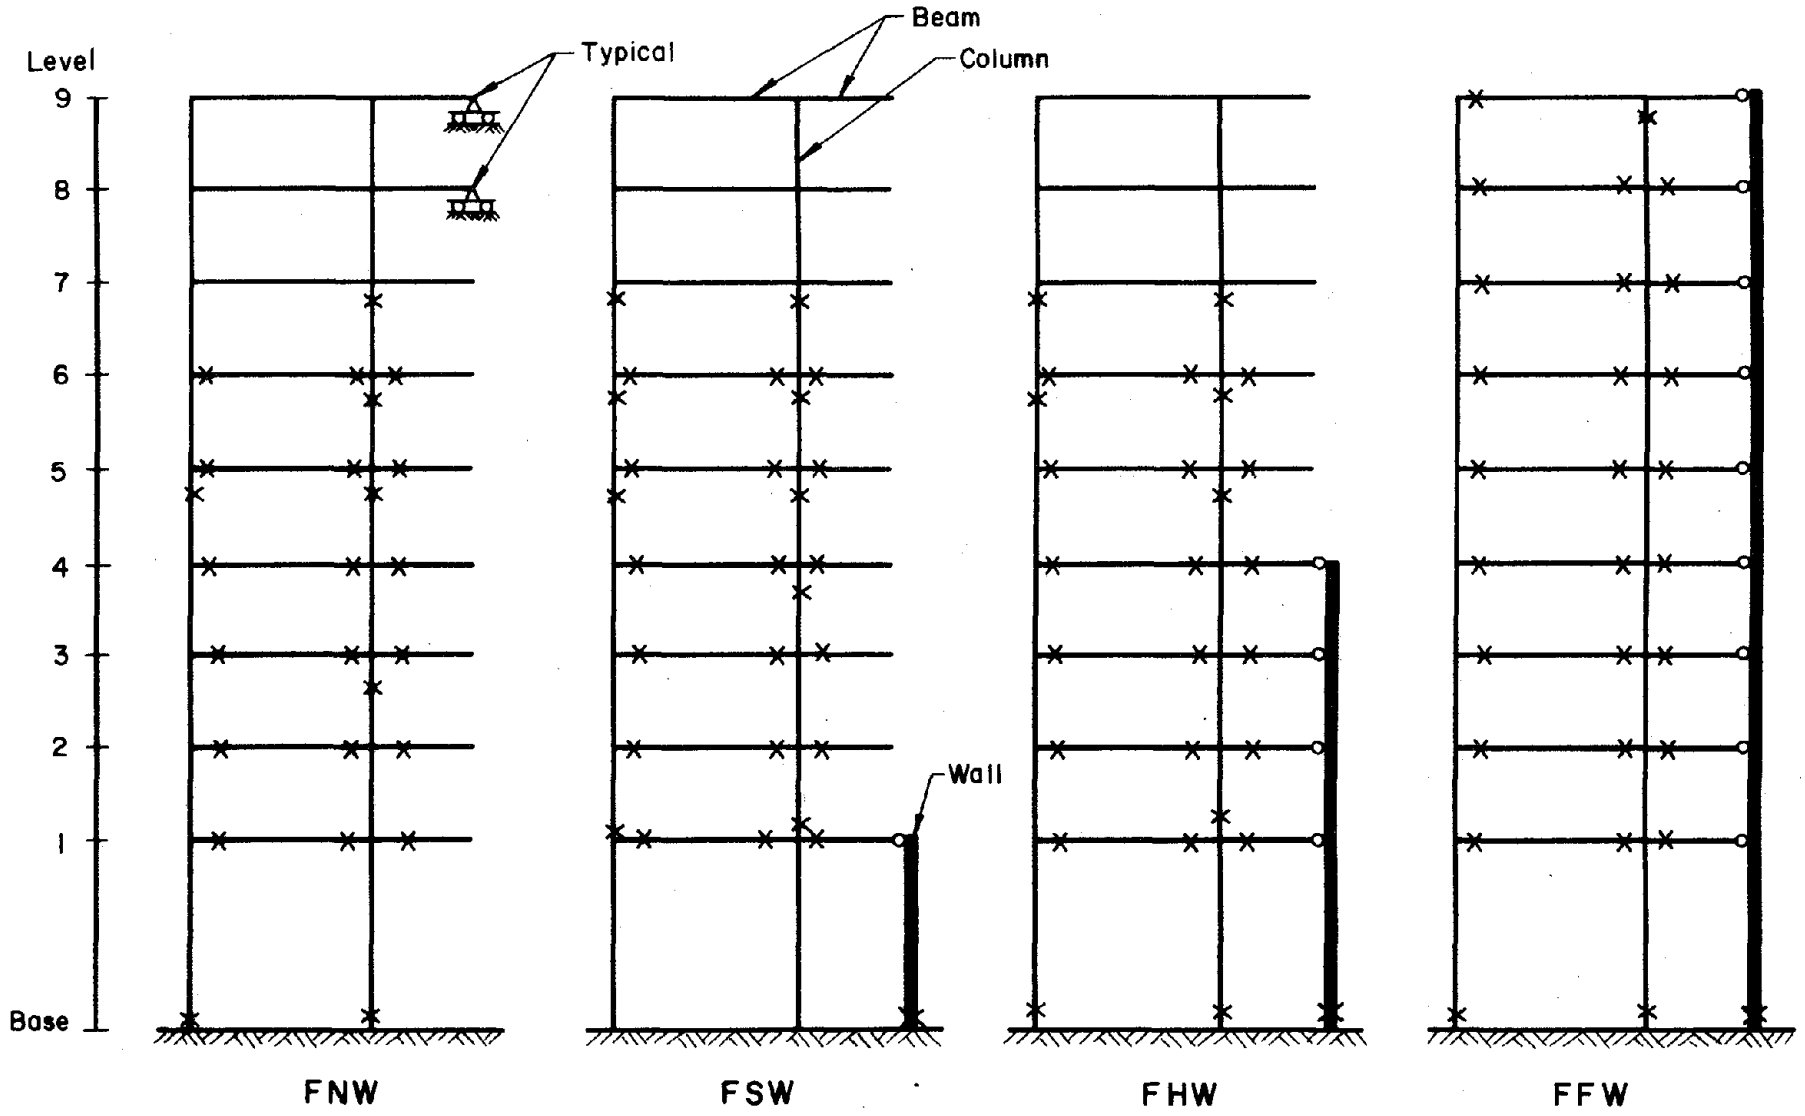 Level
Typical
Beam
Column
9
8
7
6
5
4
3
2
1
Wall
Base
FNW
FSW
FHW
FFW